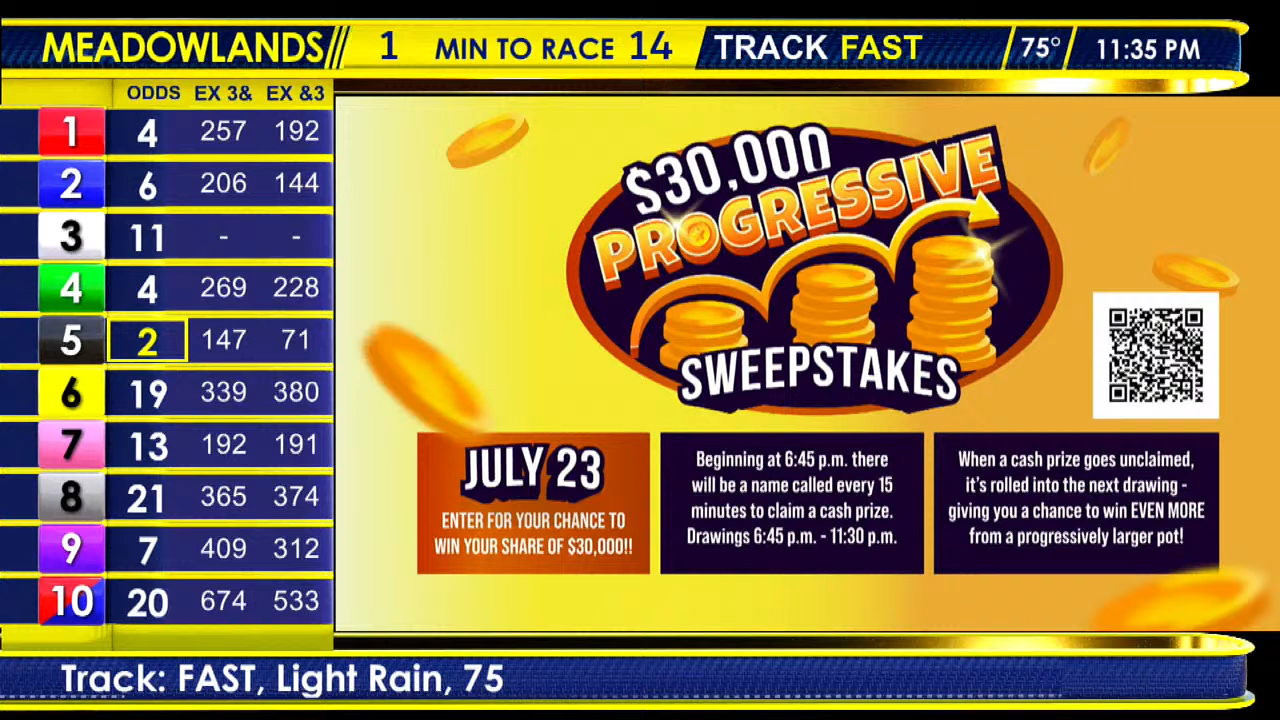 MEADOWLANDS 1 MIN TO RACE 14 TRACK FAST 75° 11:35 PM
ODDS EX 3& EX &3
1 4 257 192
2 6 206 144
3 11 - -
4 4 269 228
5 2 147 71
6 19 339 380
7 13 192 191
8 21 365 374
9 7 409 312
10 20 674 533
$30,000
PROGRESSIVE
SWEEPSTAKES
JULY 23
ENTER FOR YOUR CHANCE TO
WIN YOUR SHARE OF $30,000!!
Beginning at 6:45 p.m. there
will be a name called every 15
minutes to claim a cash prize.
Drawings 6:45 p.m. - 11:30 p.m.
When a cash prize goes unclaimed,
it's rolled into the next drawing -
giving you a chance to win EVEN MORE
from a progressively larger pot!
Track: FAST, Light Rain, 75